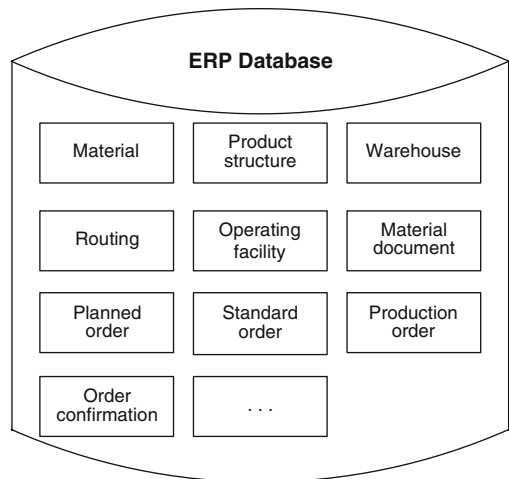 ERP Database
Material
Product
structure
Warehouse
Routing
Operating
facility
Material
document
Planned
order
Standard
order
Production
order
Order
confirmation
. . .